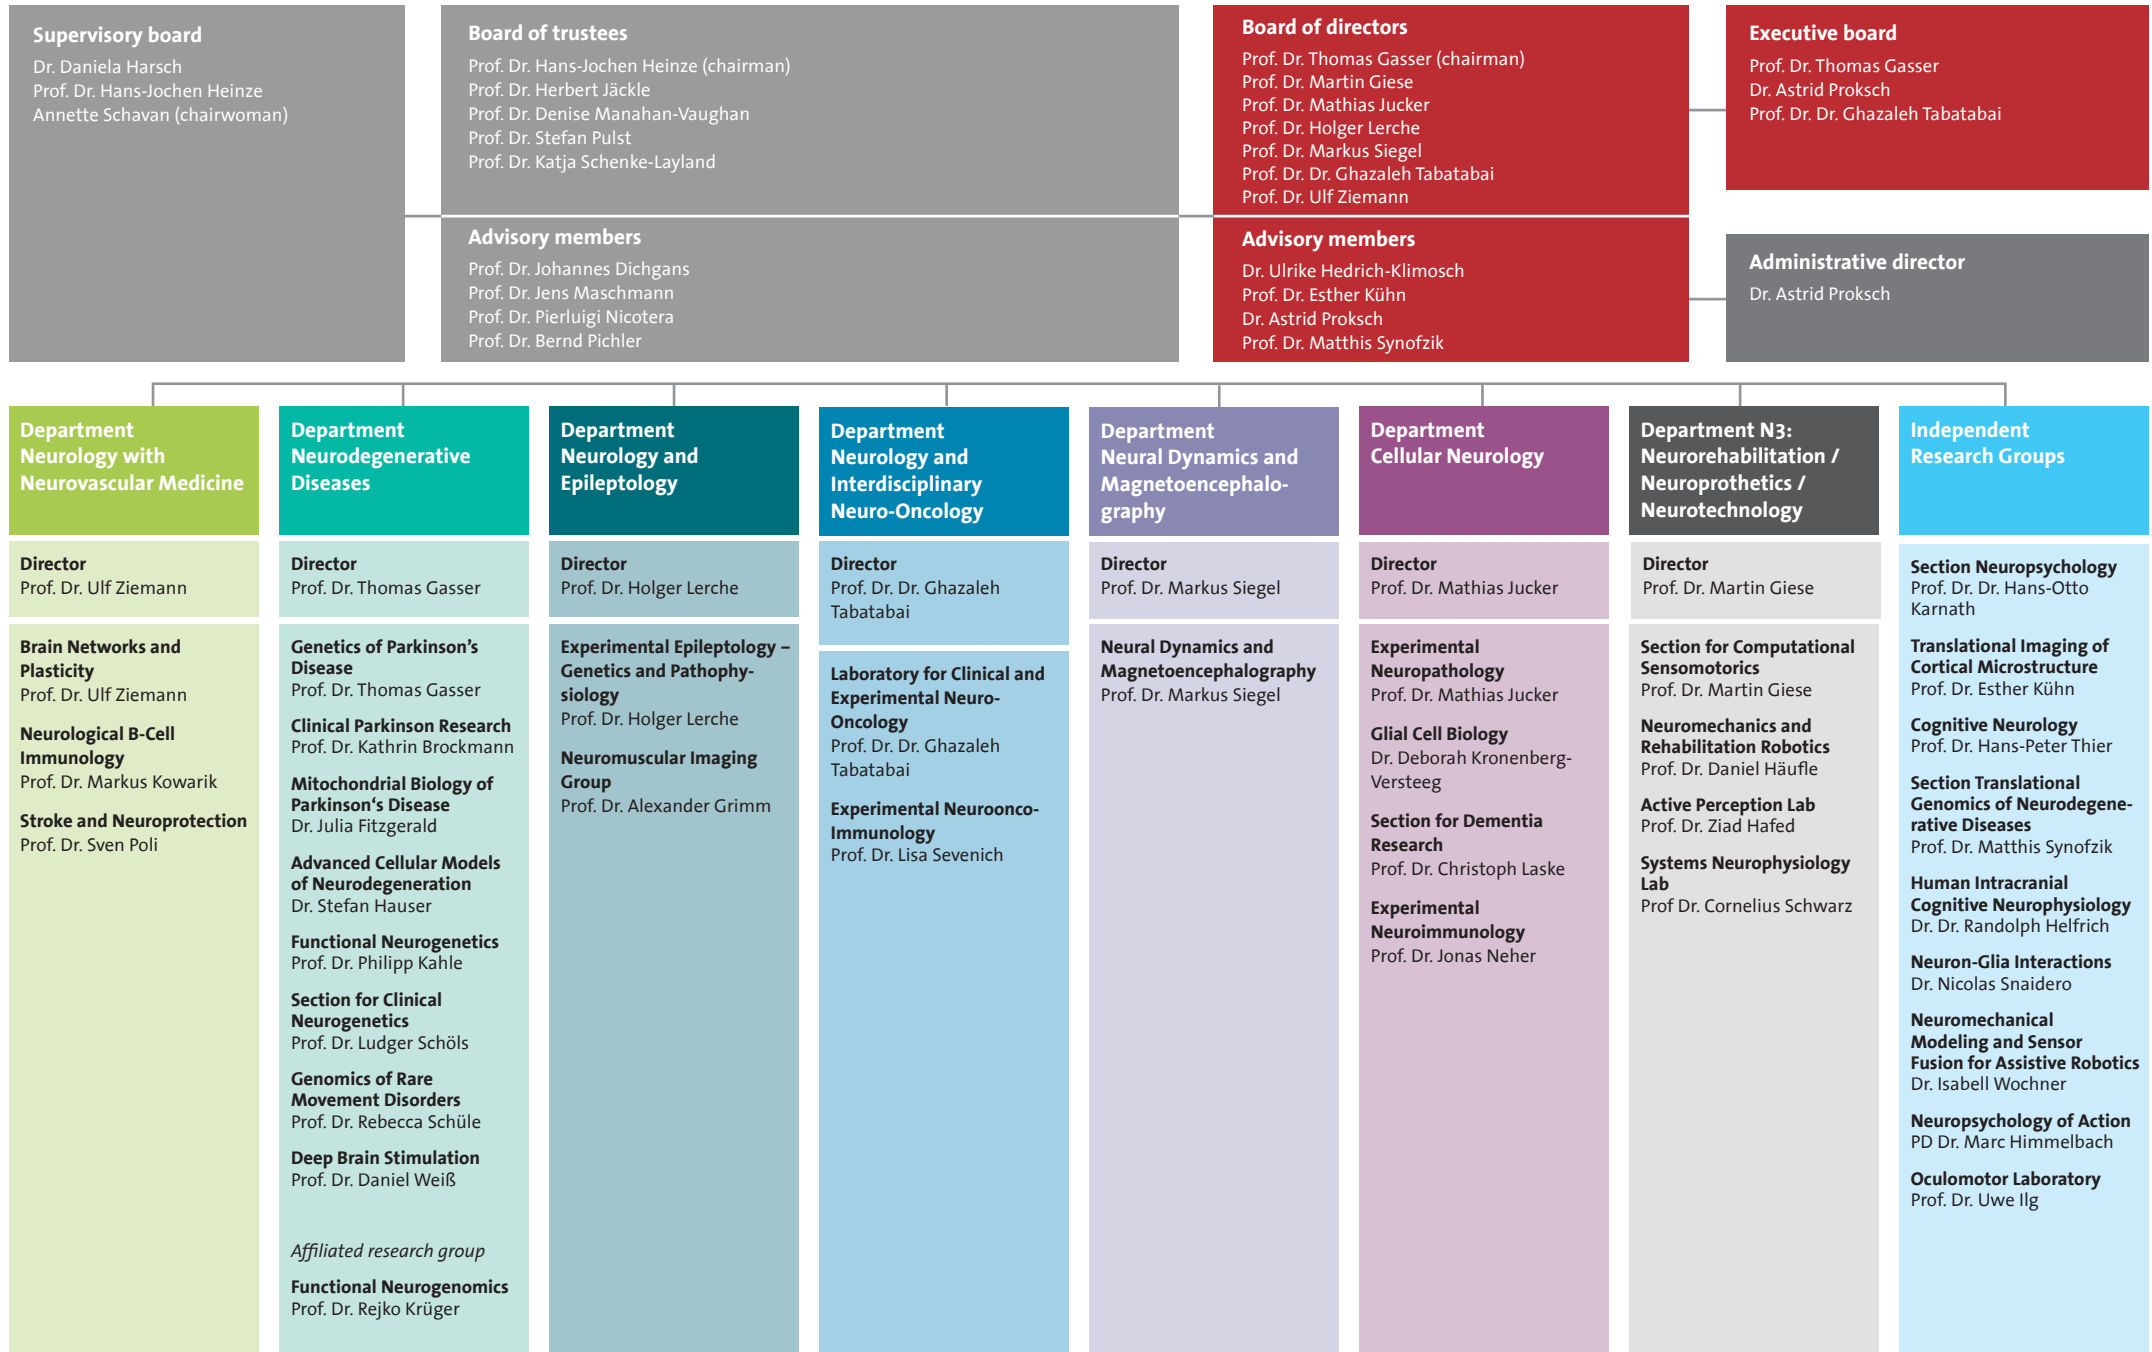 Supervisory board
Dr. Daniela Harsch
Prof. Dr. Hans-Jochen Heinze
Annette Schavan (chairwoman)
Board of trustees
Prof. Dr. Hans-Jochen Heinze (chairman)
Prof. Dr. Herbert Jäckle
Prof. Dr. Denise Manahan-Vaughan
Prof. Dr. Stefan Pulst
Prof. Dr. Katja Schenke-Layland
Advisory members
Prof. Dr. Johannes Dichgans
Prof. Dr. Jens Maschmann
Prof. Dr. Pierluigi Nicotera
Prof. Dr. Bernd Pichler
Board of directors
Prof. Dr. Thomas Gasser (chairman)
Prof. Dr. Martin Giese
Prof. Dr. Mathias Jucker
Prof. Dr. Holger Lerche
Prof. Dr. Markus Siegel
Prof. Dr. Dr. Ghazaleh Tabatabai
Prof. Dr. Ulf Ziemann
Advisory members
Dr. Ulrike Hedrich-Klimosch
Prof. Dr. Esther Kühn
Dr. Astrid Proksch
Prof. Dr. Matthis Synofzik
Executive board
Prof. Dr. Thomas Gasser
Dr. Astrid Proksch
Prof. Dr. Dr. Ghazaleh Tabatabai
Administrative director
Dr. Astrid Proksch
Department
Neurology with
Neurovascular Medicine
Director
Prof. Dr. Ulf Ziemann
Brain Networks and
Plasticity
Prof. Dr. Ulf Ziemann
Neurological B-Cell
Immunology
Prof. Dr. Markus Kowarik
Stroke and Neuroprotection
Prof. Dr. Sven Poli
Department
Neurodegenerative
Diseases
Director
Prof. Dr. Thomas Gasser
Genetics of Parkinson's
Disease
Prof. Dr. Thomas Gasser
Clinical Parkinson Research
Prof. Dr. Kathrin Brockmann
Mitochondrial Biology of
Parkinson‘s Disease
Dr. Julia Fitzgerald
Advanced Cellular Models
of Neurodegeneration
Dr. Stefan Hauser
Functional Neurogenetics
Prof. Dr. Philipp Kahle
Section for Clinical
Neurogenetics
Prof. Dr. Ludger Schöls
Genomics of Rare
Movement Disorders
Prof. Dr. Rebecca Schüle
Deep Brain Stimulation
Prof. Dr. Daniel Weiß
Affiliated research group
Functional Neurogenomics
Prof. Dr. Rejko Krüger
Department
Neurology and
Epileptology
Director
Prof. Dr. Holger Lerche
Experimental Epileptology –
Genetics and Pathophy-
siology
Prof. Dr. Holger Lerche
Neuromuscular Imaging
Group
Prof. Dr. Alexander Grimm
Department
Neurology and
Interdisciplinary
Neuro-Oncology
Director
Prof. Dr. Dr. Ghazaleh
Tabatabai
Laboratory for Clinical and
Experimental Neuro-
Oncology
Prof. Dr. Dr. Ghazaleh
Tabatabai
Experimental Neuroonco-
Immunology
Prof. Dr. Lisa Sevenich
Department
Neural Dynamics and
Magnetoencephalo-
graphy
Director
Prof. Dr. Markus Siegel
Neural Dynamics and
Magnetoencephalography
Prof. Dr. Markus Siegel
Department
Cellular Neurology
Director
Prof. Dr. Mathias Jucker
Experimental
Neuropathology
Prof. Dr. Mathias Jucker
Glial Cell Biology
Dr. Deborah Kronenberg-
Versteeg
Section for Dementia
Research
Prof. Dr. Christoph Laske
Experimental
Neuroimmunology
Prof. Dr. Jonas Neher
Department N3:
Neurorehabilitation /
Neuroprothetics /
Neurotechnology
Director
Prof. Dr. Martin Giese
Section for Computational
Sensomotorics
Prof. Dr. Martin Giese
Neuromechanics and
Rehabilitation Robotics
Prof. Dr. Daniel Häufle
Active Perception Lab
Prof. Dr. Ziad Hafed
Systems Neurophysiology
Lab
Prof Dr. Cornelius Schwarz
Independent
Research Groups
Section Neuropsychology
Prof. Dr. Dr. Hans-Otto
Karnath
Translational Imaging of
Cortical Microstructure
Prof. Dr. Esther Kühn
Cognitive Neurology
Prof. Dr. Hans-Peter Thier
Section Translational
Genomics of Neurodegene-
rative Diseases
Prof. Dr. Matthis Synofzik
Human Intracranial
Cognitive Neurophysiology
Dr. Dr. Randolph Helfrich
Neuron-Glia Interactions
Dr. Nicolas Snaidero
Neuromechanical
Modeling and Sensor
Fusion for Assistive Robotics
Dr. Isabell Wochner
Neuropsychology of Action
PD Dr. Marc Himmelbach
Oculomotor Laboratory
Prof. Dr. Uwe Ilg